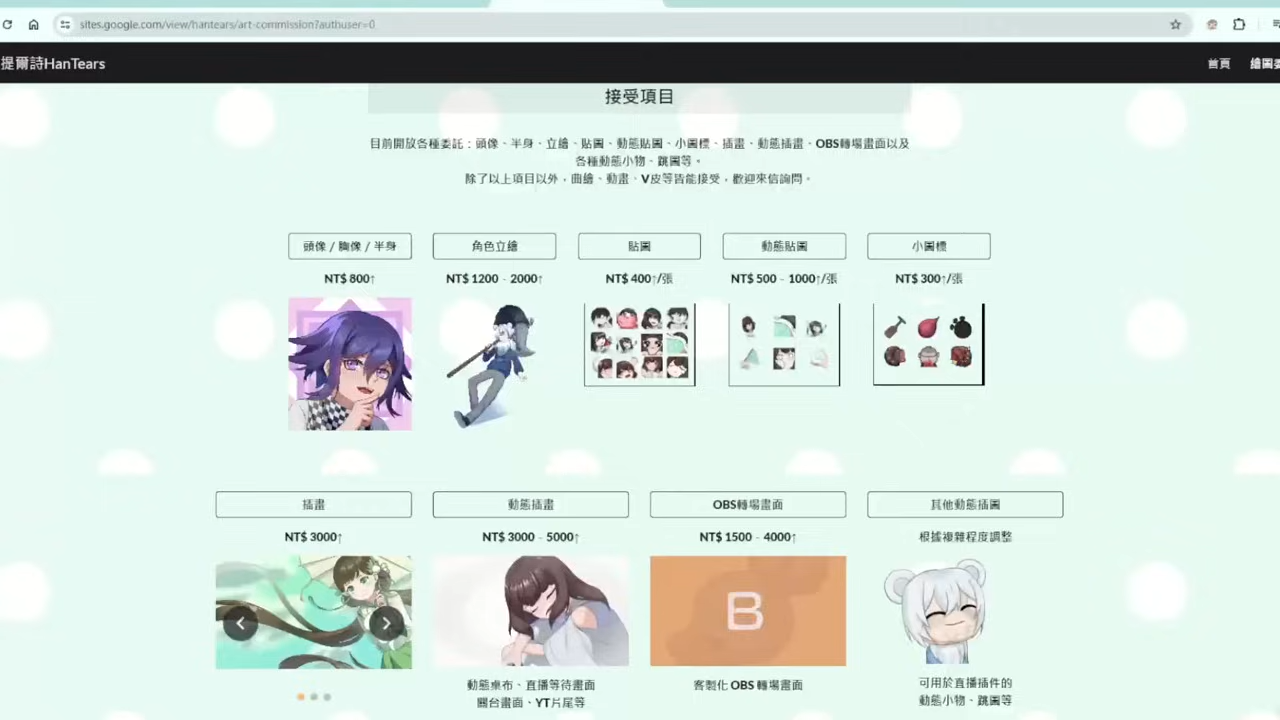 sites.google.com/view/hantears/art-commission?authuser=0
提爾詩HanTears
首頁
繪圖委
接受項目
目前開放各種委託：頭像、半身、立繪、貼圖、動態貼圖、小圖標、插畫、動態插畫、OBS轉場畫面以及
各種動態小物、跳圖等。
除了以上項目以外，曲繪、動畫、V皮等皆能接受，歡迎來信詢問。
頭像 / 胸像 / 半身
角色立繪
貼圖
動態貼圖
小圖標
NT$ 800↑
NT$ 1200 - 2000↑
NT$ 400↑/張
NT$ 500 - 1000↑/張
NT$ 300↑/張
插畫
動態插畫
OBS轉場畫面
其他動態插圖
NT$ 3000↑
NT$ 3000 - 5000↑
NT$ 1500 - 4000↑
根據複雜程度調整
B
動態桌布、直播等待畫面
關台畫面、YT片尾等
客製化 OBS 轉場畫面
可用於直播插件的
動態小物、跳圖等